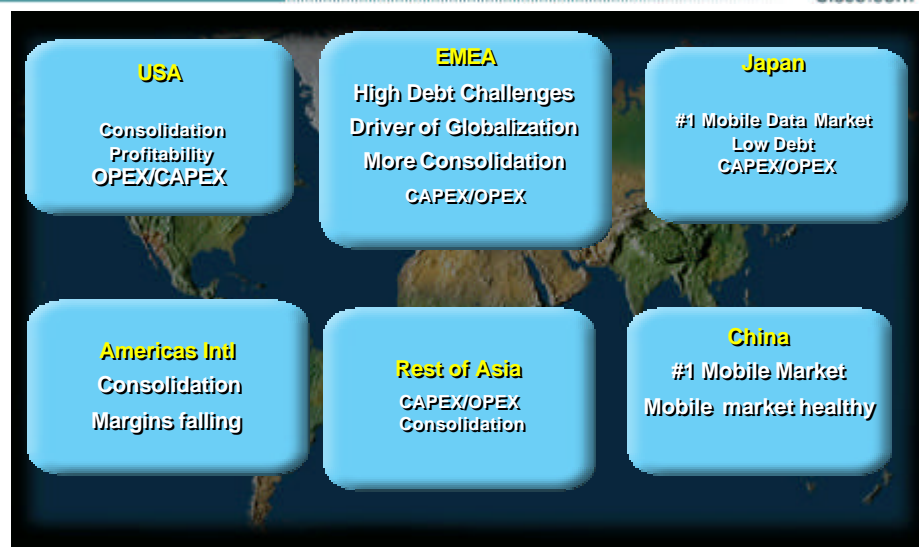 USA
Consolidation
Profitability
OPEX/CAPEX
EMEA
High Debt Challenges
Driver of Globalization
More Consolidation
CAPEX/OPEX
Japan
#1 Mobile Data Market
Low Debt
CAPEX/OPEX
Americas Intl
Consolidation
Margins falling
Rest of Asia
CAPEX/OPEX
Consolidation
China
#1 Mobile Market
Mobile market healthy